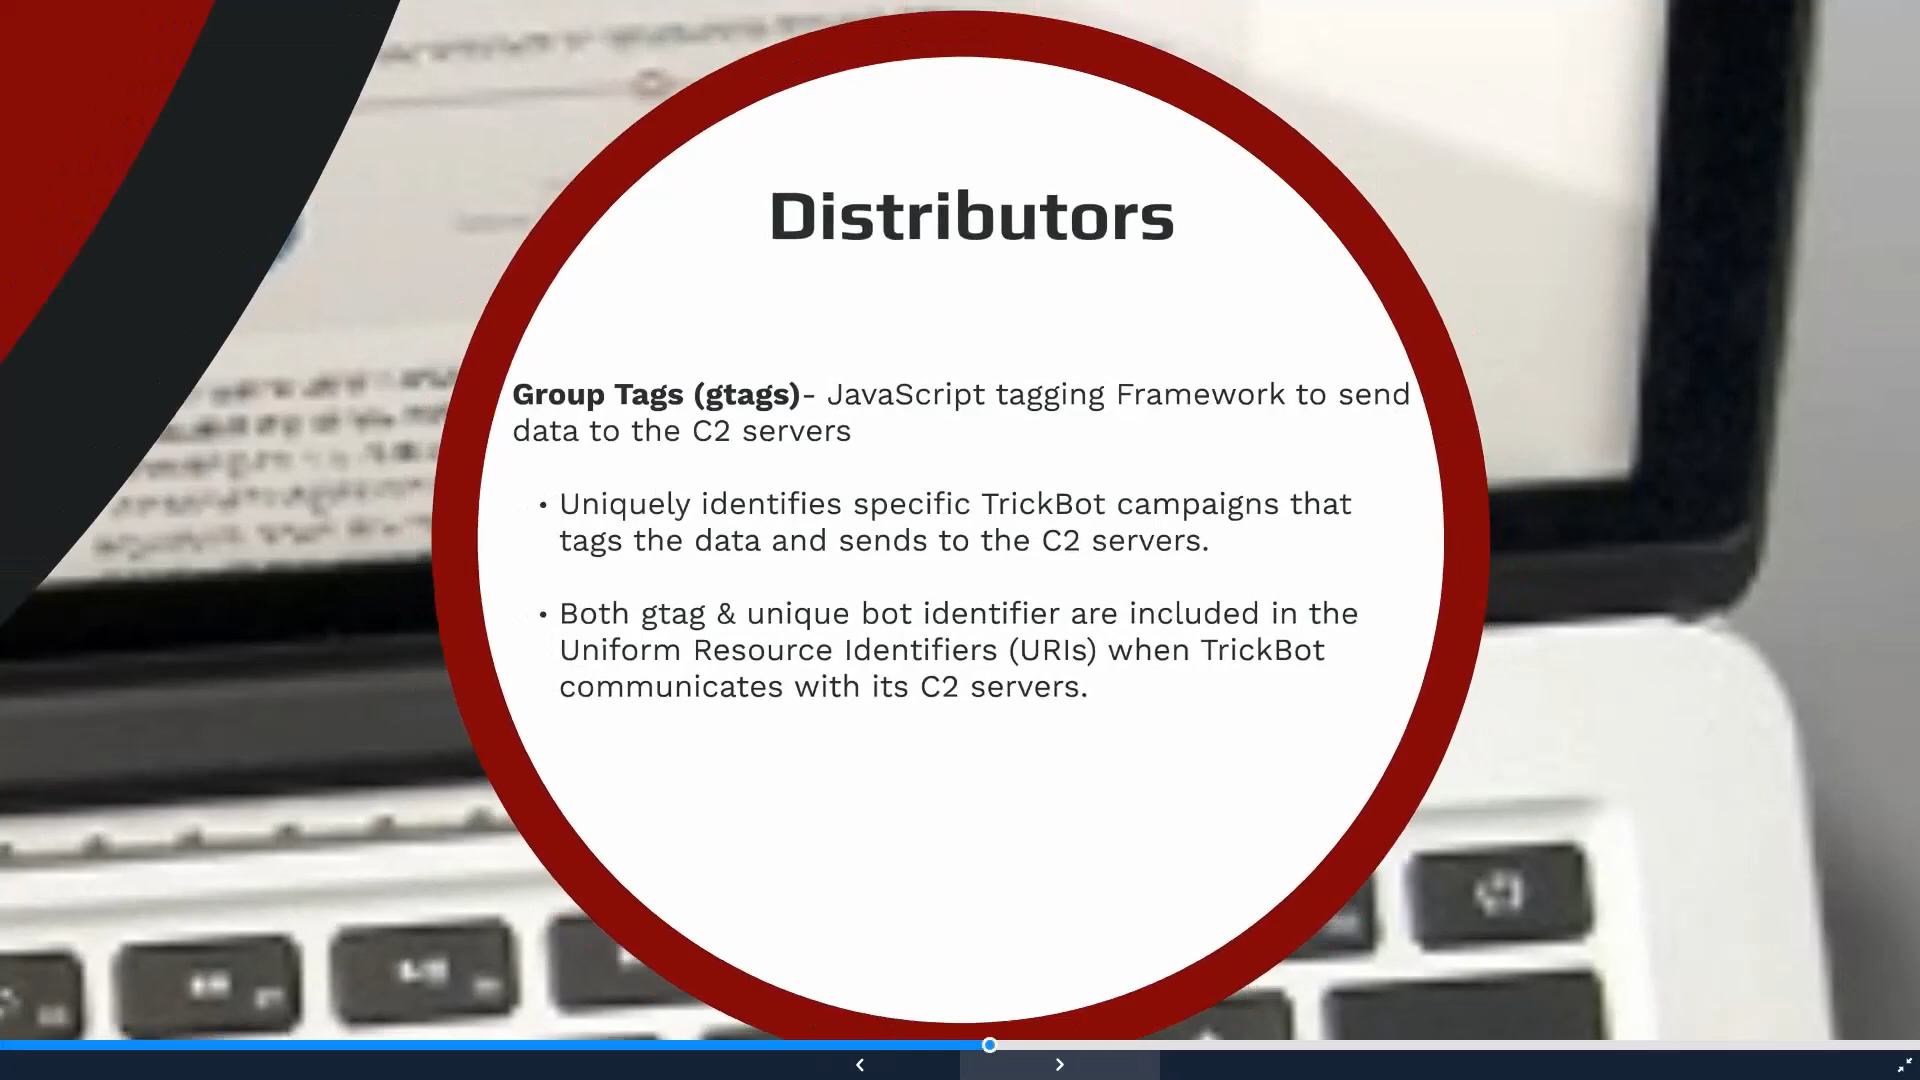 Distributors
Group Tags (gtags)- JavaScript tagging Framework to send
data to the C2 servers
• Uniquely identifies specific TrickBot campaigns that
tags the data and sends to the C2 servers.
• Both gtag & unique bot identifier are included in the
Uniform Resource Identifiers (URIs) when TrickBot
communicates with its C2 servers.